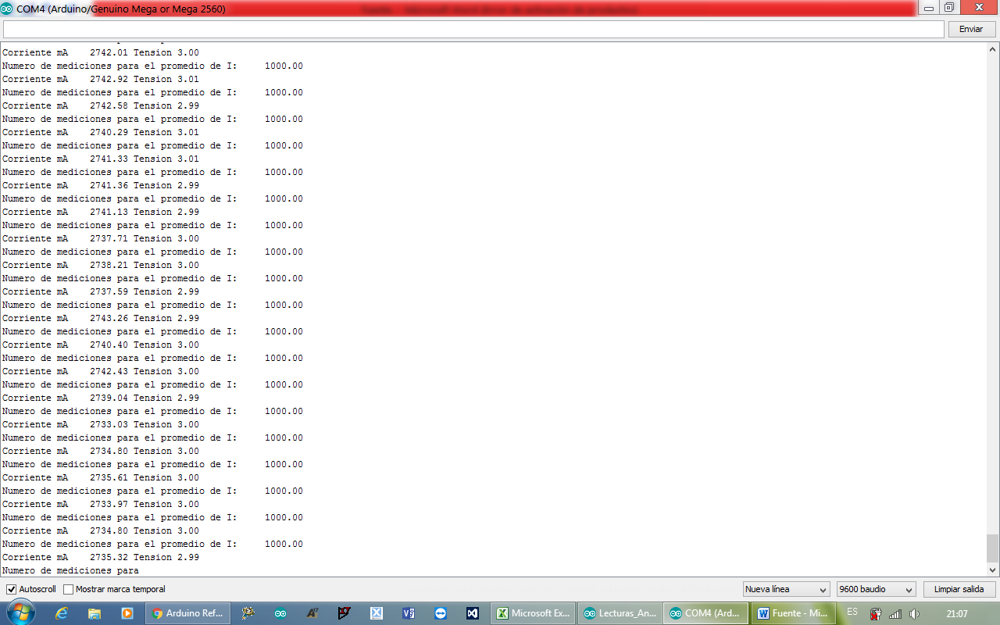 COM4 (Arduino/Genuino Mega or Mega 2560)
Enviar
Corriente mA 2742.01 Tension 3.00
Numero de mediciones para el promedio de I: 1000.00
Corriente mA 2742.92 Tension 3.01
Numero de mediciones para el promedio de I: 1000.00
Corriente mA 2742.58 Tension 2.99
Numero de mediciones para el promedio de I: 1000.00
Corriente mA 2740.29 Tension 3.01
Numero de mediciones para el promedio de I: 1000.00
Corriente mA 2741.33 Tension 3.01
Numero de mediciones para el promedio de I: 1000.00
Corriente mA 2741.36 Tension 2.99
Numero de mediciones para el promedio de I: 1000.00
Corriente mA 2741.13 Tension 2.99
Numero de mediciones para el promedio de I: 1000.00
Corriente mA 2737.71 Tension 3.00
Numero de mediciones para el promedio de I: 1000.00
Corriente mA 2738.21 Tension 3.00
Numero de mediciones para el promedio de I: 1000.00
Corriente mA 2737.59 Tension 2.99
Numero de mediciones para el promedio de I: 1000.00
Corriente mA 2743.26 Tension 2.99
Numero de mediciones para el promedio de I: 1000.00
Corriente mA 2740.40 Tension 3.00
Numero de mediciones para el promedio de I: 1000.00
Corriente mA 2742.43 Tension 3.00
Numero de mediciones para el promedio de I: 1000.00
Corriente mA 2739.04 Tension 2.99
Numero de mediciones para el promedio de I: 1000.00
Corriente mA 2733.03 Tension 3.00
Numero de mediciones para el promedio de I: 1000.00
Corriente mA 2734.80 Tension 3.00
Numero de mediciones para el promedio de I: 1000.00
Corriente mA 2735.61 Tension 3.00
Numero de mediciones para el promedio de I: 1000.00
Corriente mA 2733.97 Tension 3.00
Numero de mediciones para el promedio de I: 1000.00
Corriente mA 2734.80 Tension 3.00
Numero de mediciones para el promedio de I: 1000.00
Corriente mA 2735.32 Tension 2.99
Numero de mediciones para
Autoscroll Mostrar marca temporal Nueva línea 9600 baudio Limpiar salida
Arduino Ref... Microsoft Ex... Lecturas_An... COM4 (Ard... Fuente - Mi... ES 21:07